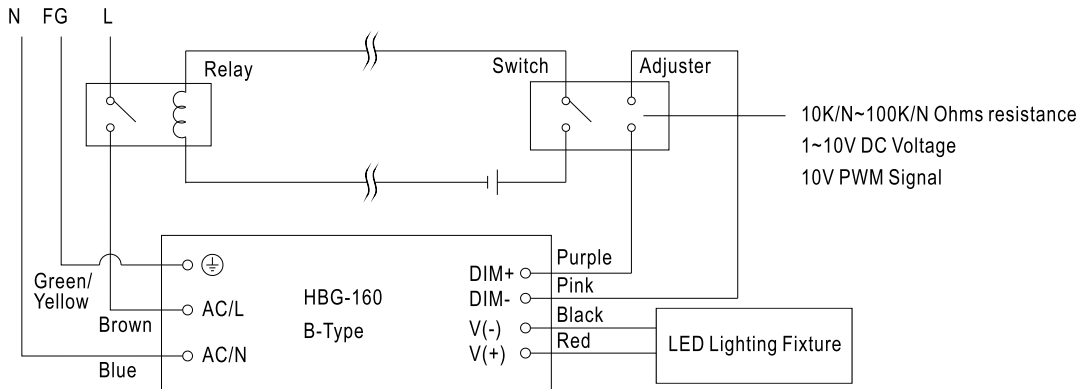 N FG L
Relay
Switch
Adjuster
10K/N~100K/N Ohms resistance
1~10V DC Voltage
10V PWM Signal
Green/
Yellow
Brown
Blue
AC/L
AC/N
HBG-160
B-Type
DIM+
DIM-
V(-)
V(+)
Purple
Pink
Black
Red
LED Lighting Fixture